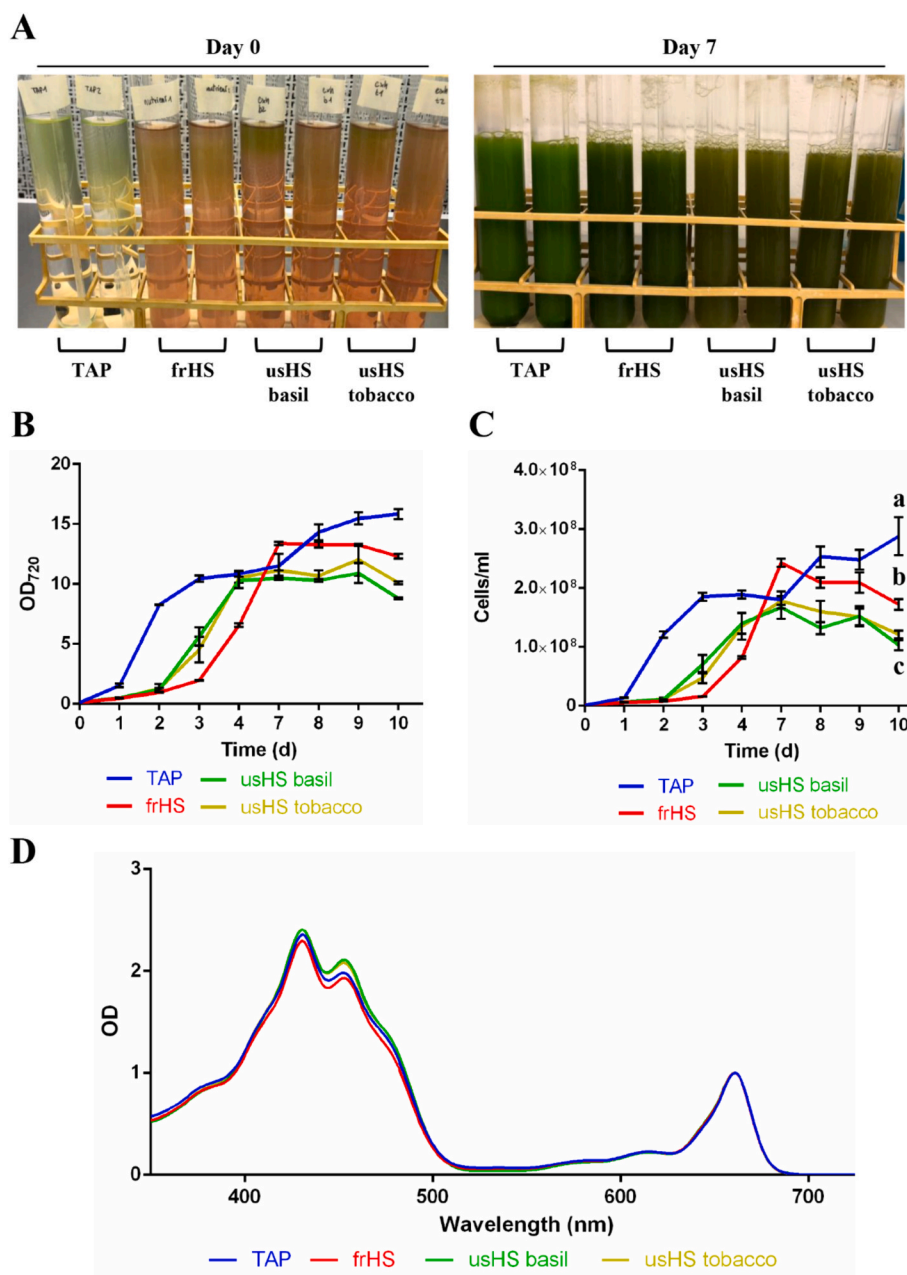 A
Day 0
Day 7
TAP1
TAP2
TAP
frHS
usHS
basil
usHS
tobacco
TAP
frHS
usHS
basil
usHS
tobacco
B
20
15
10
5
0
OD720
0 1 2 3 4 7 8 9 10
Time (d)
TAP
usHS basil
frHS
usHS tobacco
C
4.0×10⁸
3.0×10⁸
2.0×10⁸
1.0×10⁸
0
Cells/ml
a
b
c
0 1 2 3 4 7 8 9 10
Time (d)
TAP
usHS basil
frHS
usHS tobacco
D
3
2
1
0
OD
400 500 600 700
Wavelength (nm)
TAP frHS usHS basil usHS tobacco